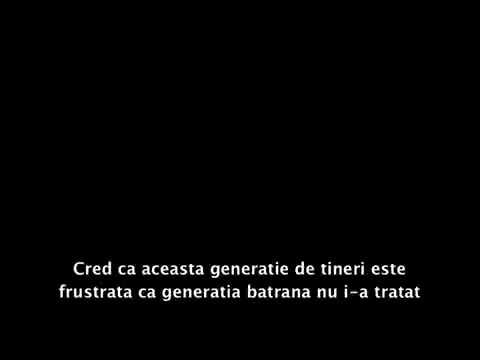 Cred ca aceasta generatie de tineri este
frustrata ca generatia batrana nu i-a tratat